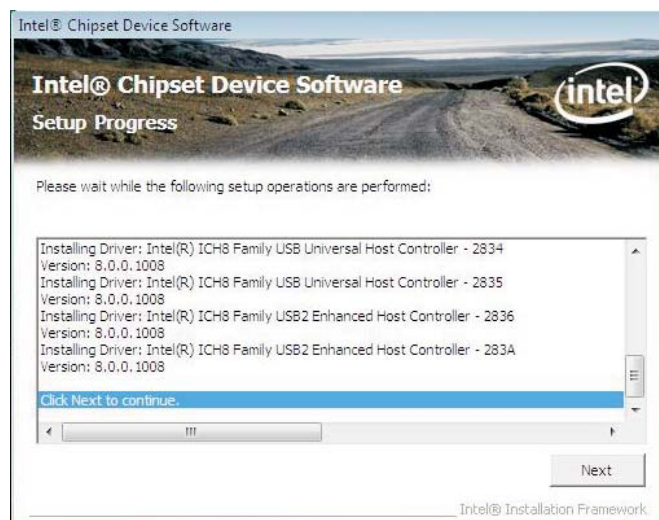 Intel® Chipset Device Software
Intel® Chipset Device Software
intel
Setup Progress
Please wait while the following setup operations are performed:
Installing Driver: Intel(R) ICH8 Family USB Universal Host Controller - 2834
Version: 8.0.0.1008
Installing Driver: Intel(R) ICH8 Family USB Universal Host Controller - 2835
Version: 8.0.0.1008
Installing Driver: Intel(R) ICH8 Family USB2 Enhanced Host Controller - 2836
Version: 8.0.0.1008
Installing Driver: Intel(R) ICH8 Family USB2 Enhanced Host Controller - 283A
Version: 8.0.0.1008
Click Next to continue.
Next
Intel® Installation Framework